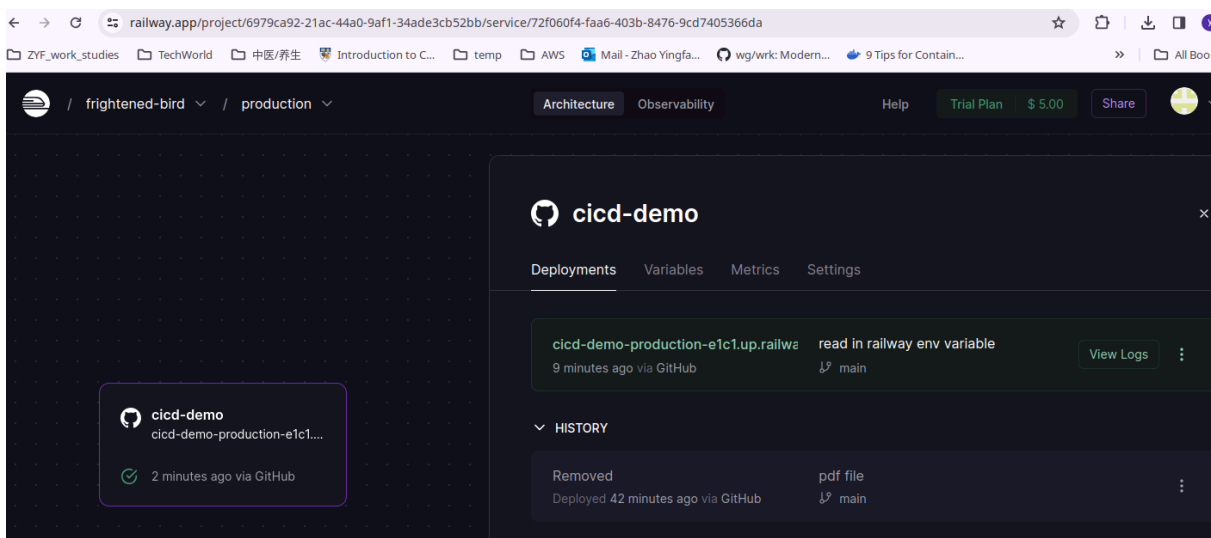 railway.app/project/6979ca92-21ac-44a0-9af1-34ade3cb52bb/service/72f060f4-faa6-403b-8476-9cd7405366da
ZYF_work_studies TechWorld 中医/养生 Introduction to C... temp AWS Mail - Zhao Yingfa... wg/wrk: Modern... 9 Tips for Contain... » All Boo
/ frightened-bird / production Architecture Observability Help Trial Plan $ 5.00 Share
cicd-demo
Deployments Variables Metrics Settings
cicd-demo-production-e1c1.up.railwa read in railway env variable
9 minutes ago via GitHub main
View Logs
cicd-demo
cicd-demo-production-e1c1....
2 minutes ago via GitHub
HISTORY
Removed pdf file
Deployed 42 minutes ago via GitHub main